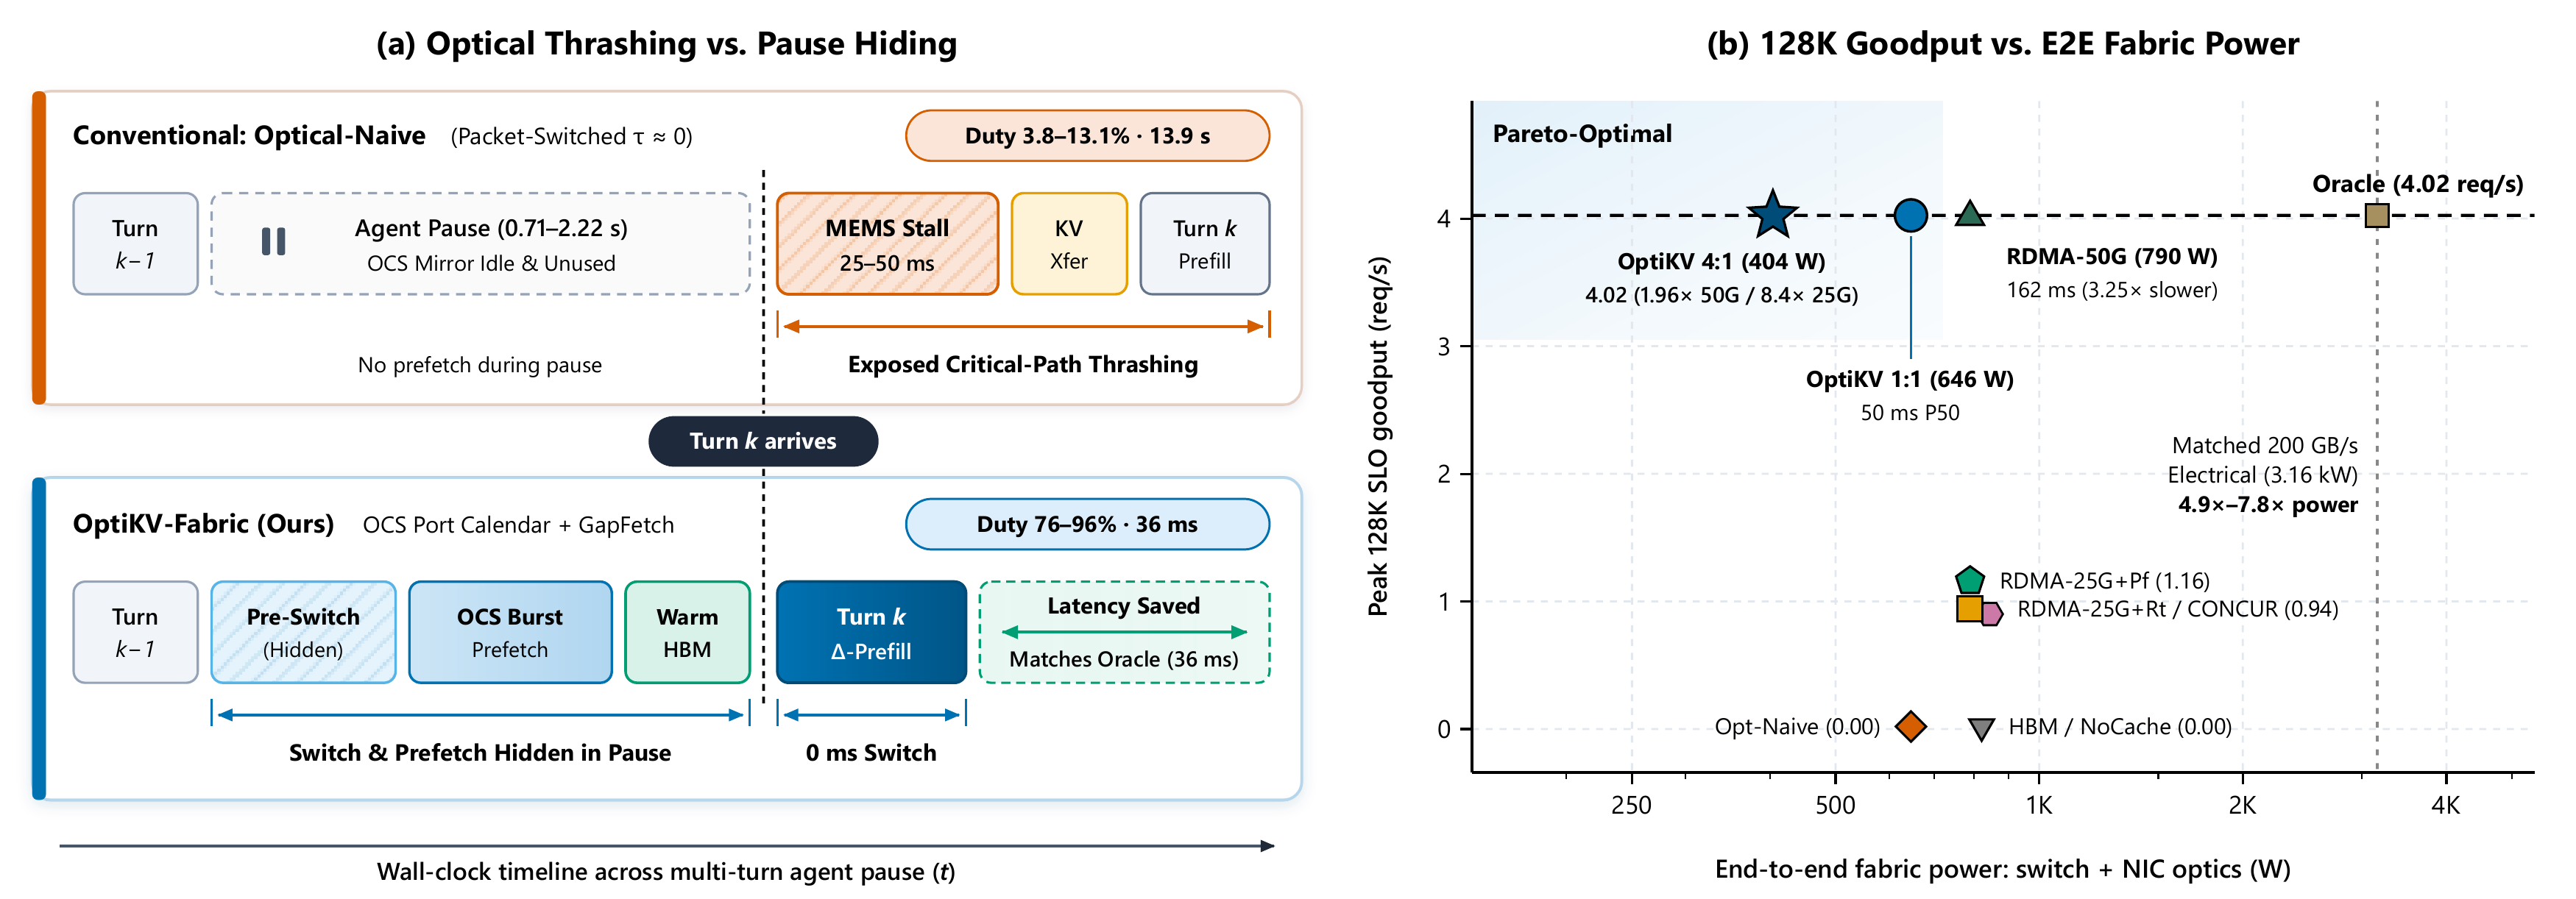 (a) Optical Thrashing vs. Pause Hiding
Conventional: Optical-Naive (Packet-Switched τ ≈ 0)
Duty 3.8–13.1% · 13.9 s
Turn
k−1
Agent Pause (0.71–2.22 s)
OCS Mirror Idle & Unused
MEMS Stall
25–50 ms
KV
Xfer
Turn k
Prefill
No prefetch during pause
Exposed Critical-Path Thrashing
Turn k arrives
OptiKV-Fabric (Ours) OCS Port Calendar + GapFetch
Duty 76–96% · 36 ms
Turn
k−1
Pre-Switch
(Hidden)
OCS Burst
Prefetch
Warm
HBM
Turn k
Δ-Prefill
Latency Saved
Matches Oracle (36 ms)
Switch & Prefetch Hidden in Pause
0 ms Switch
Wall-clock timeline across multi-turn agent pause (t)
(b) 128K Goodput vs. E2E Fabric Power
Peak 128K SLO goodput (req/s)
4
3
2
1
0
Pareto-Optimal
Oracle (4.02 req/s)
OptiKV 4:1 (404 W)
4.02 (1.96× 50G / 8.4× 25G)
RDMA-50G (790 W)
162 ms (3.25× slower)
OptiKV 1:1 (646 W)
50 ms P50
Matched 200 GB/s
Electrical (3.16 kW)
4.9×–7.8× power
RDMA-25G+Pf (1.16)
RDMA-25G+Rt / CONCUR (0.94)
Opt-Naive (0.00)
HBM / NoCache (0.00)
250
500
1K
2K
4K
End-to-end fabric power: switch + NIC optics (W)